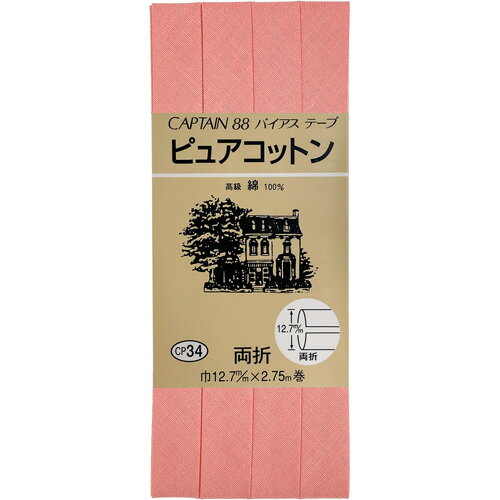 CAPTAIN 88 バイアス テープ
ピュアコットン
高級 綿 100%
12.7m/m
両折
CP34
両折
巾12.7m/m×2.75m巻